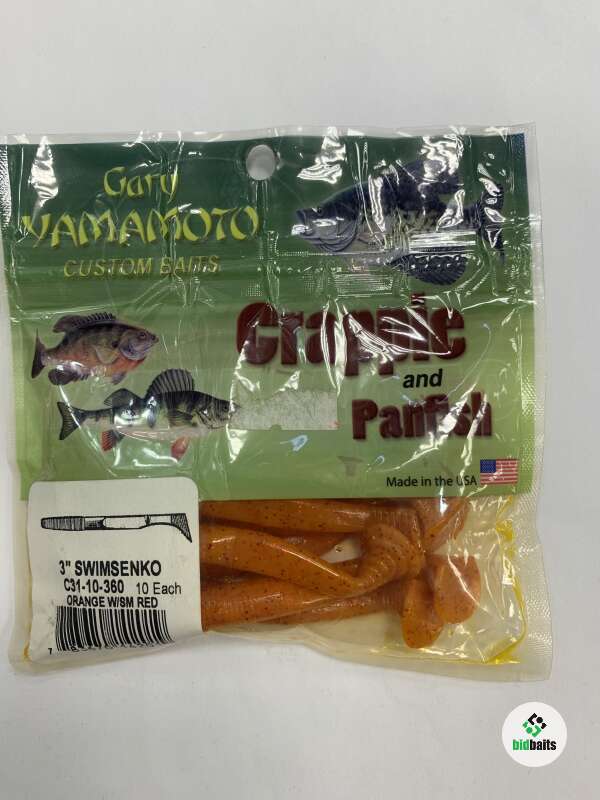 Gary
YAMAMOTO
CUSTOM BAITS
Crappie
and
Panfish
Made in the USA
3" SWIMSENKO
C31-10-360 10 Each
ORANGE W/SM RED
7
bidbaits